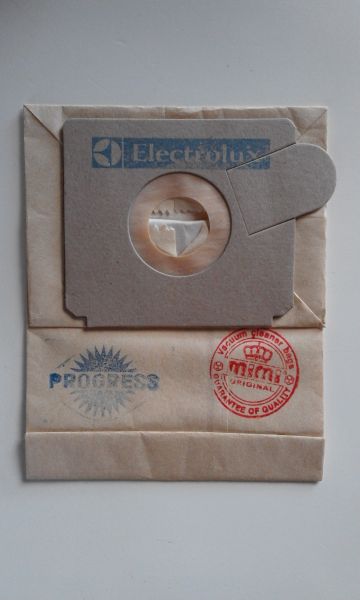 Electrolux
PROGRESS
Vacuum cleaner bags
mimi
ORIGINAL
GUARANTEE OF QUALITY